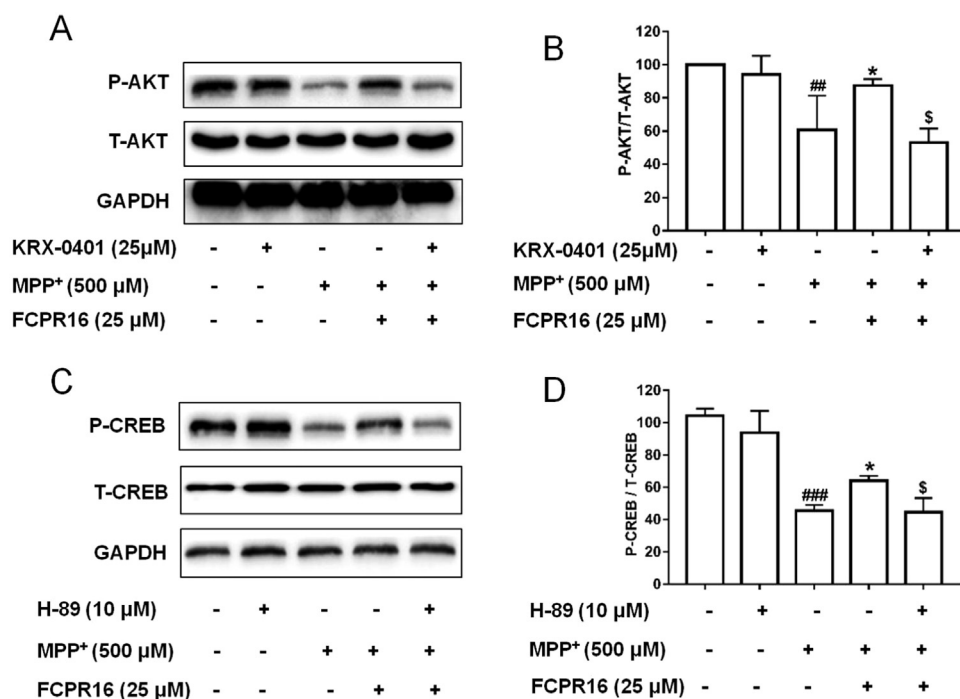 A
P-AKT
T-AKT
GAPDH
KRX-0401 (25μM) - + - - +
MPP⁺ (500 μM) - - + + +
FCPR16 (25 μM) - - - + +
B
P-AKT/T-AKT
120
100
80
60
40
20
0
##
*
$
KRX-0401 (25μM) - + - - +
MPP⁺ (500 μM) - - + + +
FCPR16 (25 μM) - - - + +
C
P-CREB
T-CREB
GAPDH
H-89 (10 μM) - + - - +
MPP⁺ (500 μM) - - + + +
FCPR16 (25 μM) - - - + +
D
P-CREB / T-CREB
120
100
80
60
40
20
0
###
*
$
H-89 (10 μM) - + - - +
MPP⁺ (500 μM) - - + + +
FCPR16 (25 μM) - - - + +